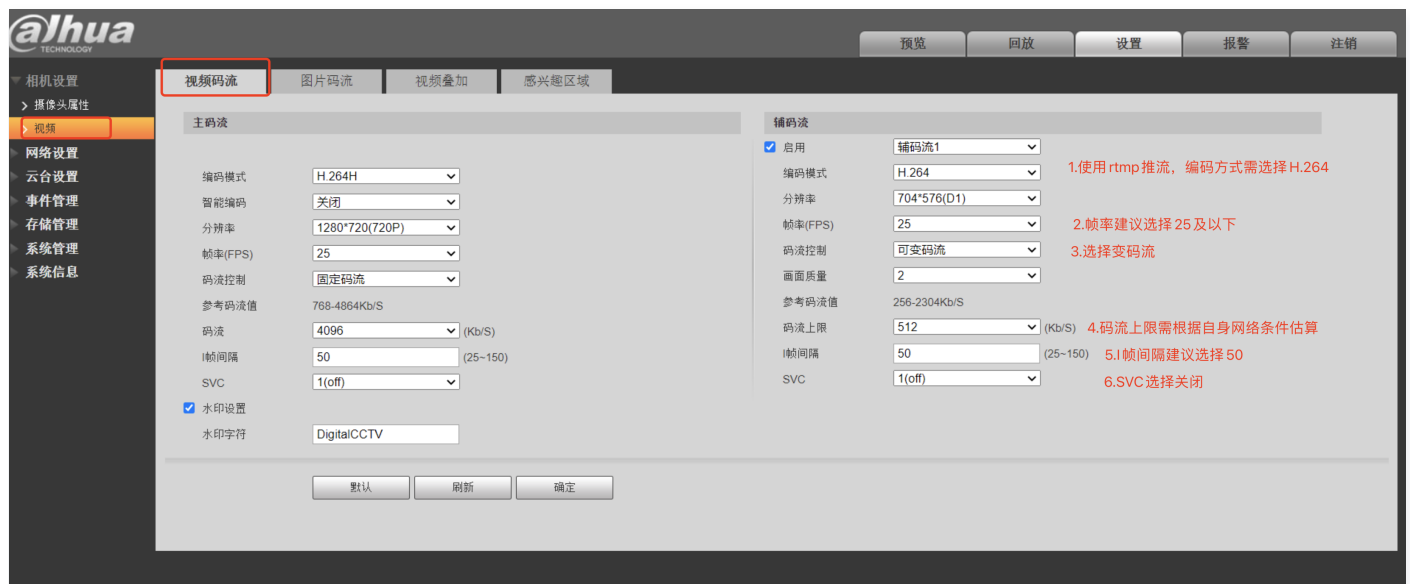 alhua
TECHNOLOGY
预览 回放 设置 报警 注销
相机设置
摄像头属性
视频
网络设置
云台设置
事件管理
存储管理
系统管理
系统信息
视频码流 图片码流 视频叠加 感兴趣区域
主码流
编码模式 H.264H
智能编码 关闭
分辨率 1280*720(720P)
帧率(FPS) 25
码流控制 固定码流
参考码流值 768-4864Kb/S
码流 4096 (Kb/S)
I帧间隔 50 (25~150)
SVC 1(off)
水印设置
水印字符 DigitalCCTV
默认 刷新 确定
辅码流
启用 辅码流1
编码模式 H.264 1.使用rtmp推流，编码方式需选择H.264
分辨率 704*576(D1)
帧率(FPS) 25 2.帧率建议选择25及以下
码流控制 可变码流 3.选择变码流
画面质量 2
参考码流值 256-2304Kb/S
码流上限 512 (Kb/S) 4.码流上限需根据自身网络条件估算
I帧间隔 50 (25~150) 5.I帧间隔建议选择50
SVC 1(off) 6.SVC选择关闭